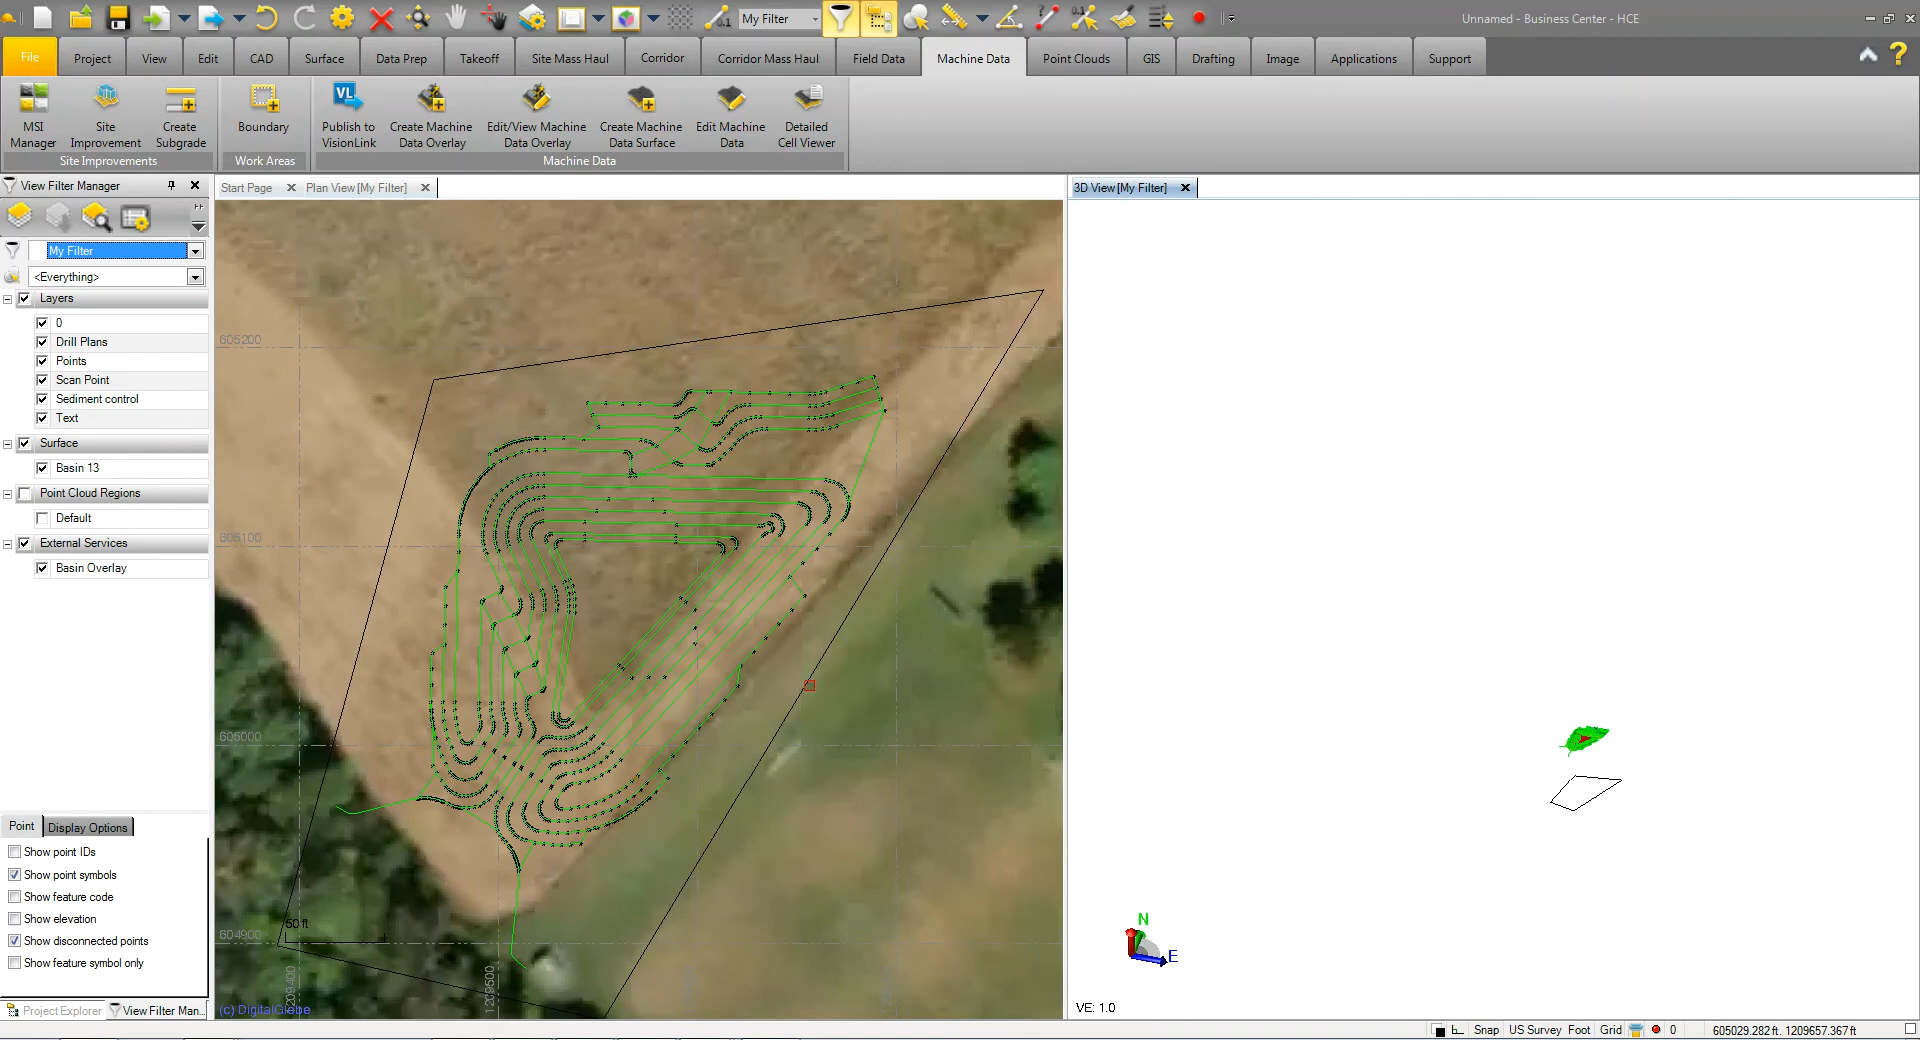 My Filter
Unnamed - Business Center - HCE
File
Project
View
Edit
CAD
Surface
Data Prep
Takeoff
Site Mass Haul
Corridor
Corridor Mass Haul
Field Data
Machine Data
Point Clouds
GIS
Drafting
Image
Applications
Support
MSI Manager
Site Improvement
Create Subgrade
Boundary
VL
Publish to VisionLink
Create Machine Data Overlay
Edit/View Machine Data Overlay
Create Machine Data Surface
Edit Machine Data
Detailed Cell Viewer
Site Improvements
Work Areas
Machine Data
View Filter Manager
Start Page
Plan View [My Filter]
3D View [My Filter]
My Filter
<Everything>
Layers
0
Drill Plans
Points
Scan Point
Sediment control
Text
Surface
Basin 13
Point Cloud Regions
Default
External Services
Basin Overlay
605200
605100
605000
604900
50 ft
1209500
(c) DigitalGlobe
Point
Display Options
Show point IDs
Show point symbols
Show feature code
Show elevation
Show disconnected points
Show feature symbol only
Project Explorer
View Filter Man...
N
E
VE: 1.0
Snap
US Survey Foot
Grid
0
605029.282 ft. 1209657.367 ft